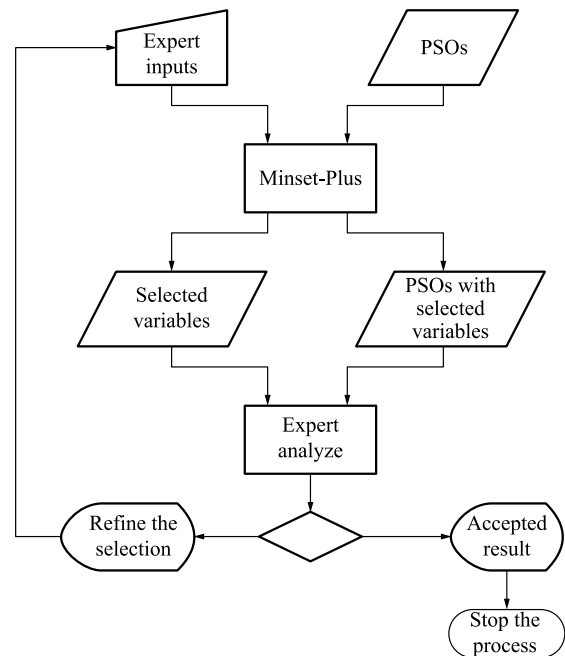 Expert
inputs
PSOs
Minset-Plus
Selected
variables
PSOs with
selected
variables
Expert
analyze
Refine the
selection
Accepted
result
Stop the
process